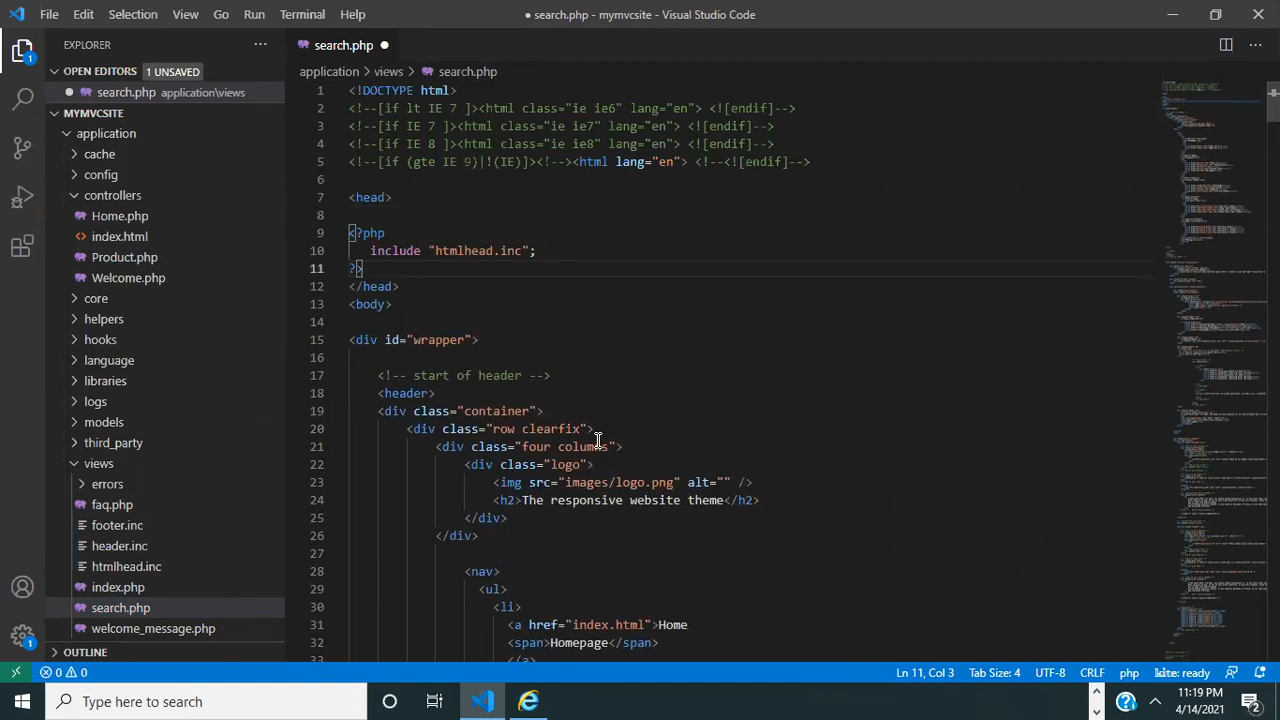 File Edit Selection View Go Run Terminal Help
● search.php - mymvcsite - Visual Studio Code
EXPLORER
search.php
OPEN EDITORS 1 UNSAVED
search.php application\views
application > views > search.php
MYMVCSITE
application
cache
config
controllers
Home.php
index.html
Product.php
Welcome.php
core
helpers
hooks
language
libraries
logs
models
third_party
views
errors
far.php
footer.inc
header.inc
htmlhead.inc
index.php
search.php
welcome_message.php
OUTLINE
1 <!DOCTYPE html>
2 <!--[if lt IE 7 ]><html class="ie ie6" lang="en"> <![endif]-->
3 <!--[if IE 7 ]><html class="ie ie7" lang="en"> <![endif]-->
4 <!--[if IE 8 ]><html class="ie ie8" lang="en"> <![endif]-->
5 <!--[if (gte IE 9)|!(IE)]><!--><html lang="en"> <!--<![endif]-->
6
7 <head>
8
9 <?php
10 include "htmlhead.inc";
11 ?>
12 </head>
13 <body>
14
15 <div id="wrapper">
16
17 <!-- start of header -->
18 <header>
19 <div class="container">
20 <div class="row clearfix">
21 <div class="four columns">
22 <div class="logo">
23 <img src="images/logo.png" alt="" />
24 <h2>The responsive website theme</h2>
25 </div>
26 </div>
27
28 <nav>
29 <ul>
30 <li>
31 <a href="index.html">Home
32 <span>Homepage</span>
33 </a>
1
1
0 0
Ln 11, Col 3 Tab Size: 4 UTF-8 CRLF php
Type here to search
11:19 PM
4/14/2021
2